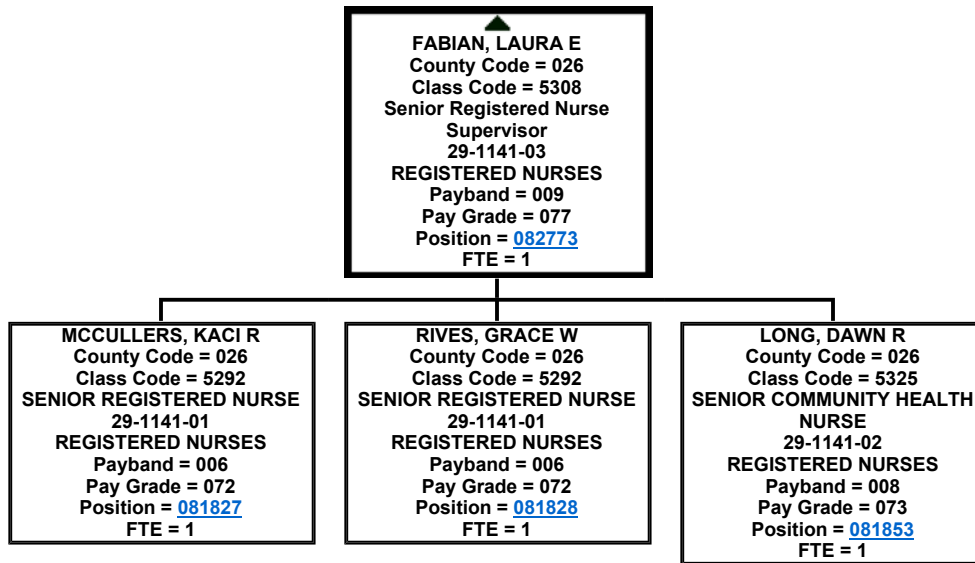 FABIAN, LAURA E
County Code = 026
Class Code = 5308
Senior Registered Nurse
Supervisor
29-1141-03
REGISTERED NURSES
Payband = 009
Pay Grade = 077
Position = 082773
FTE = 1
MCCULLERS, KACI R
County Code = 026
Class Code = 5292
SENIOR REGISTERED NURSE
29-1141-01
REGISTERED NURSES
Payband = 006
Pay Grade = 072
Position = 081827
FTE = 1
RIVES, GRACE W
County Code = 026
Class Code = 5292
SENIOR REGISTERED NURSE
29-1141-01
REGISTERED NURSES
Payband = 006
Pay Grade = 072
Position = 081828
FTE = 1
LONG, DAWN R
County Code = 026
Class Code = 5325
SENIOR COMMUNITY HEALTH
NURSE
29-1141-02
REGISTERED NURSES
Payband = 008
Pay Grade = 073
Position = 081853
FTE = 1